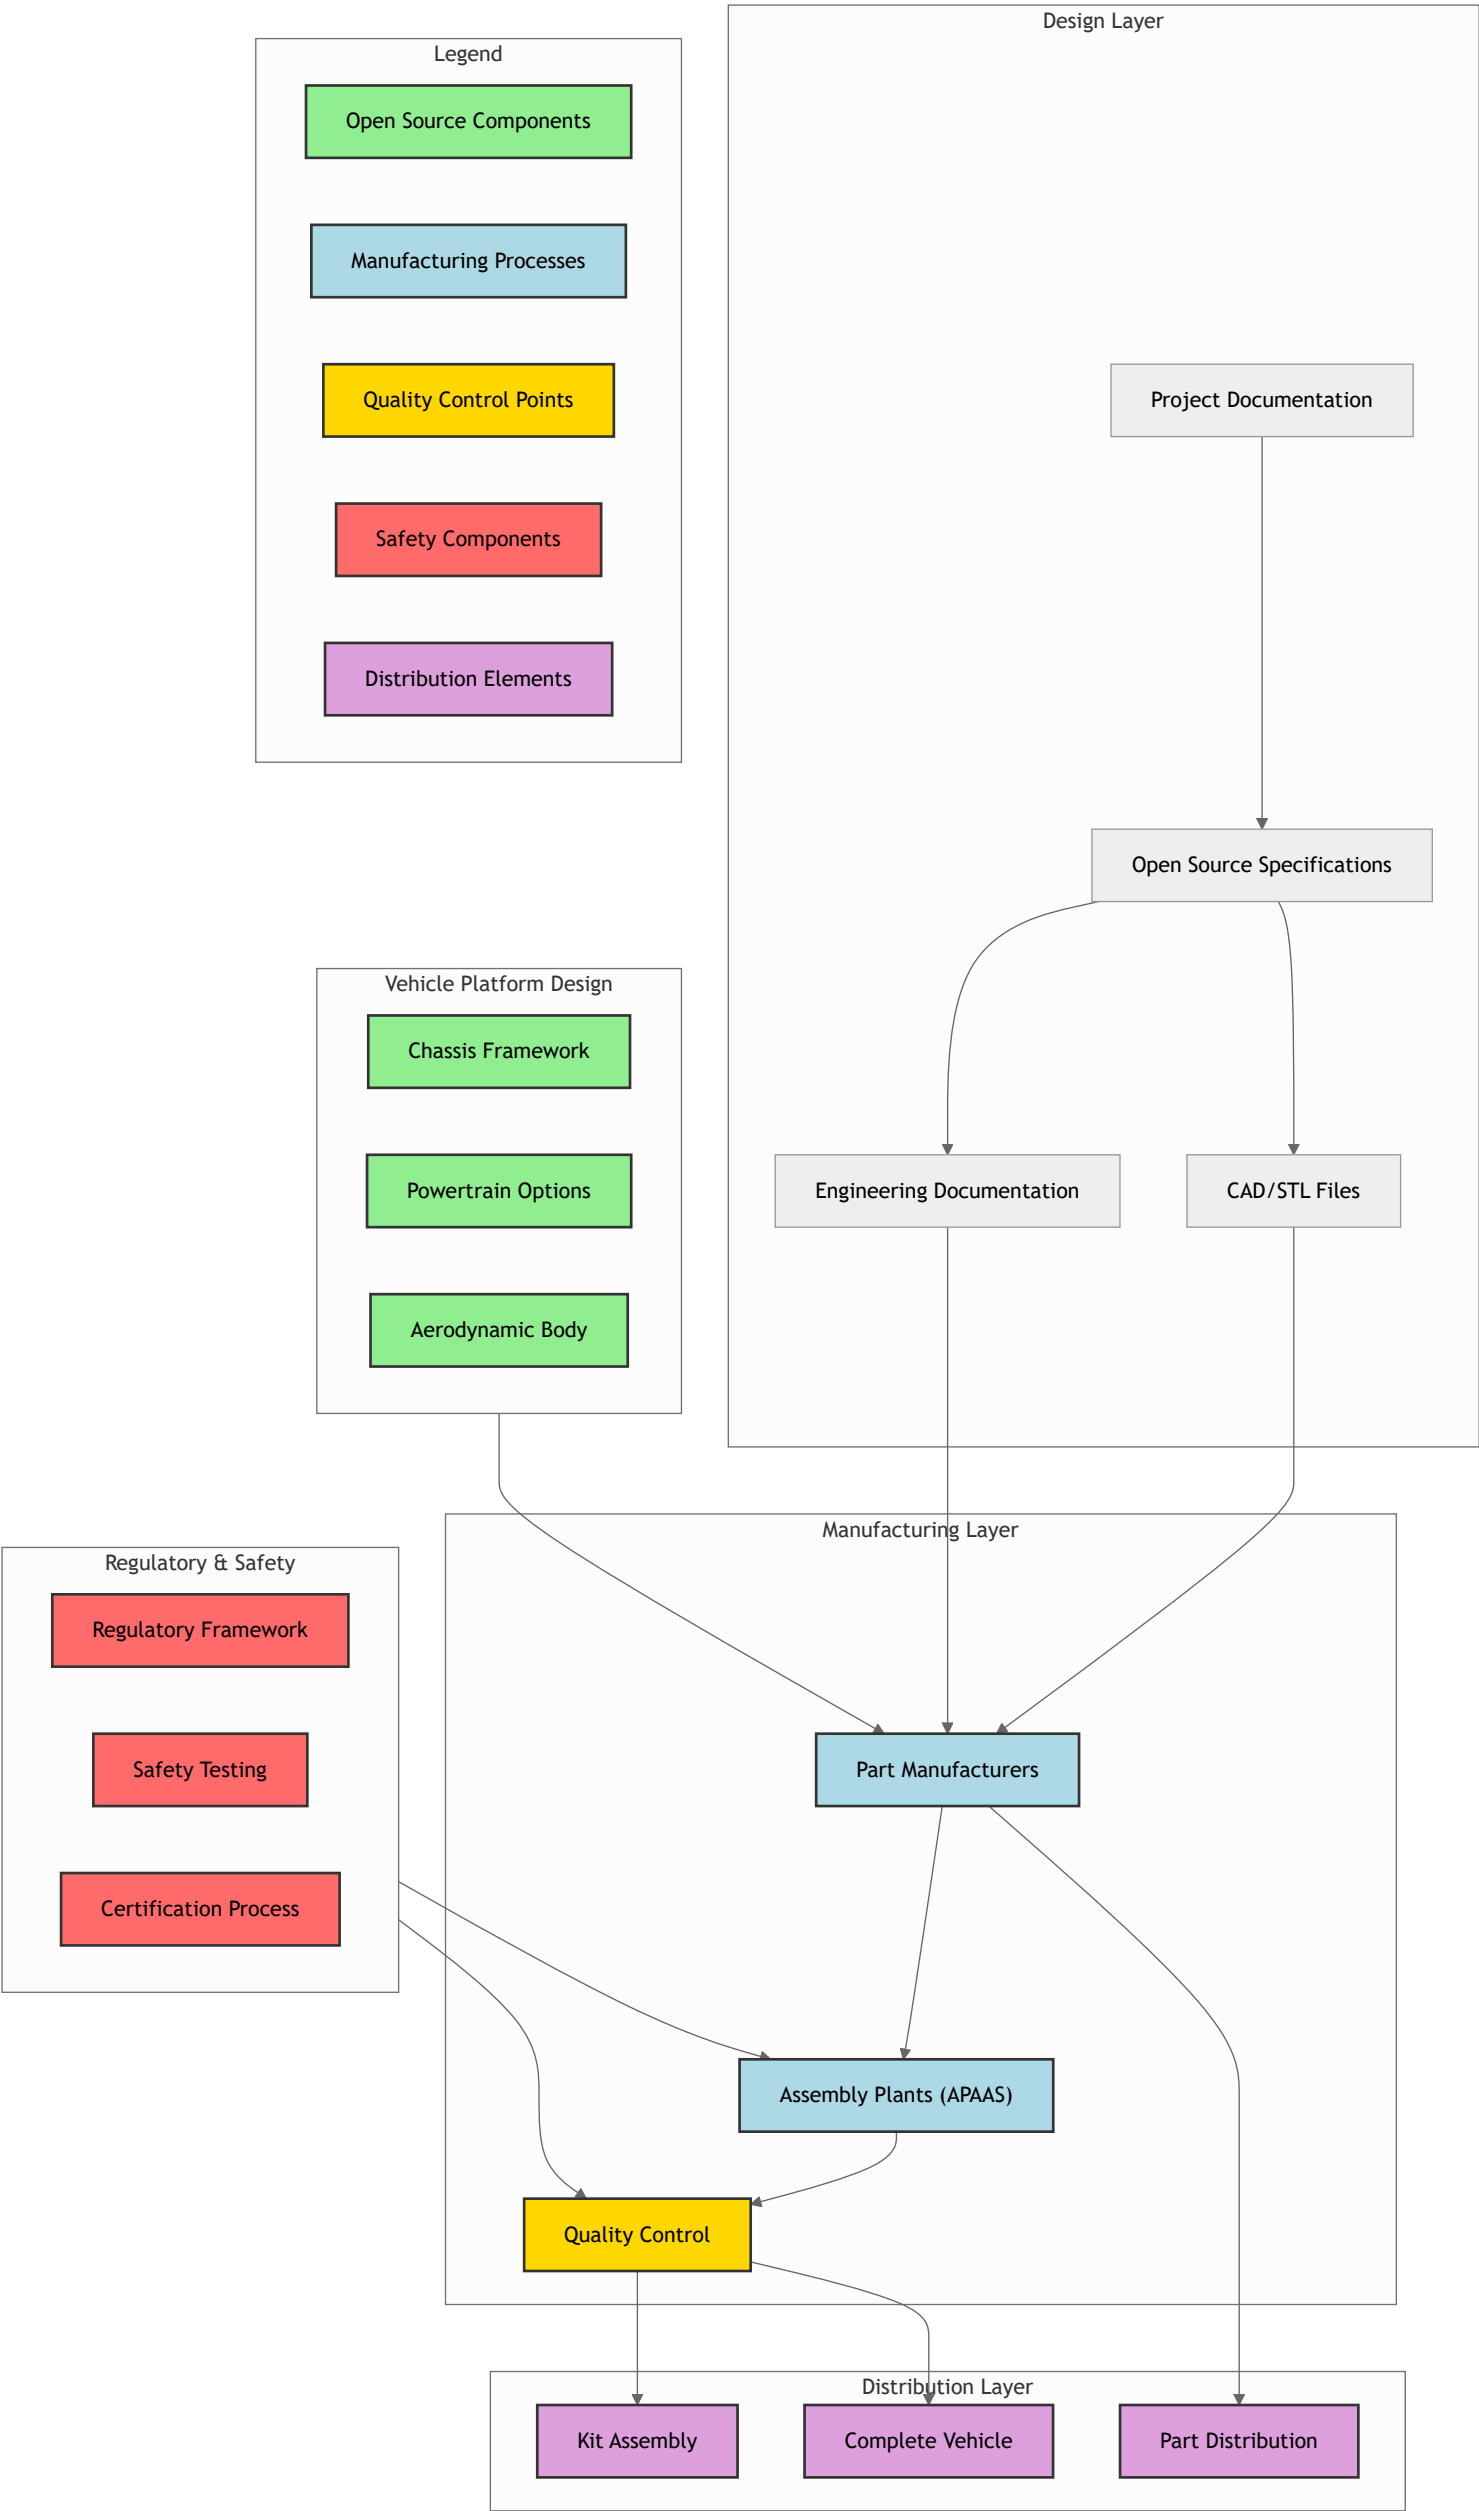 Design Layer
Legend
Open Source Components
Manufacturing Processes
Quality Control Points
Safety Components
Distribution Elements
Project Documentation
Open Source Specifications
Vehicle Platform Design
Chassis Framework
Powertrain Options
Aerodynamic Body
Engineering Documentation
CAD/STL Files
Manufacturing Layer
Regulatory & Safety
Regulatory Framework
Safety Testing
Certification Process
Part Manufacturers
Assembly Plants (APAAS)
Quality Control
Distribution Layer
Kit Assembly
Complete Vehicle
Part Distribution